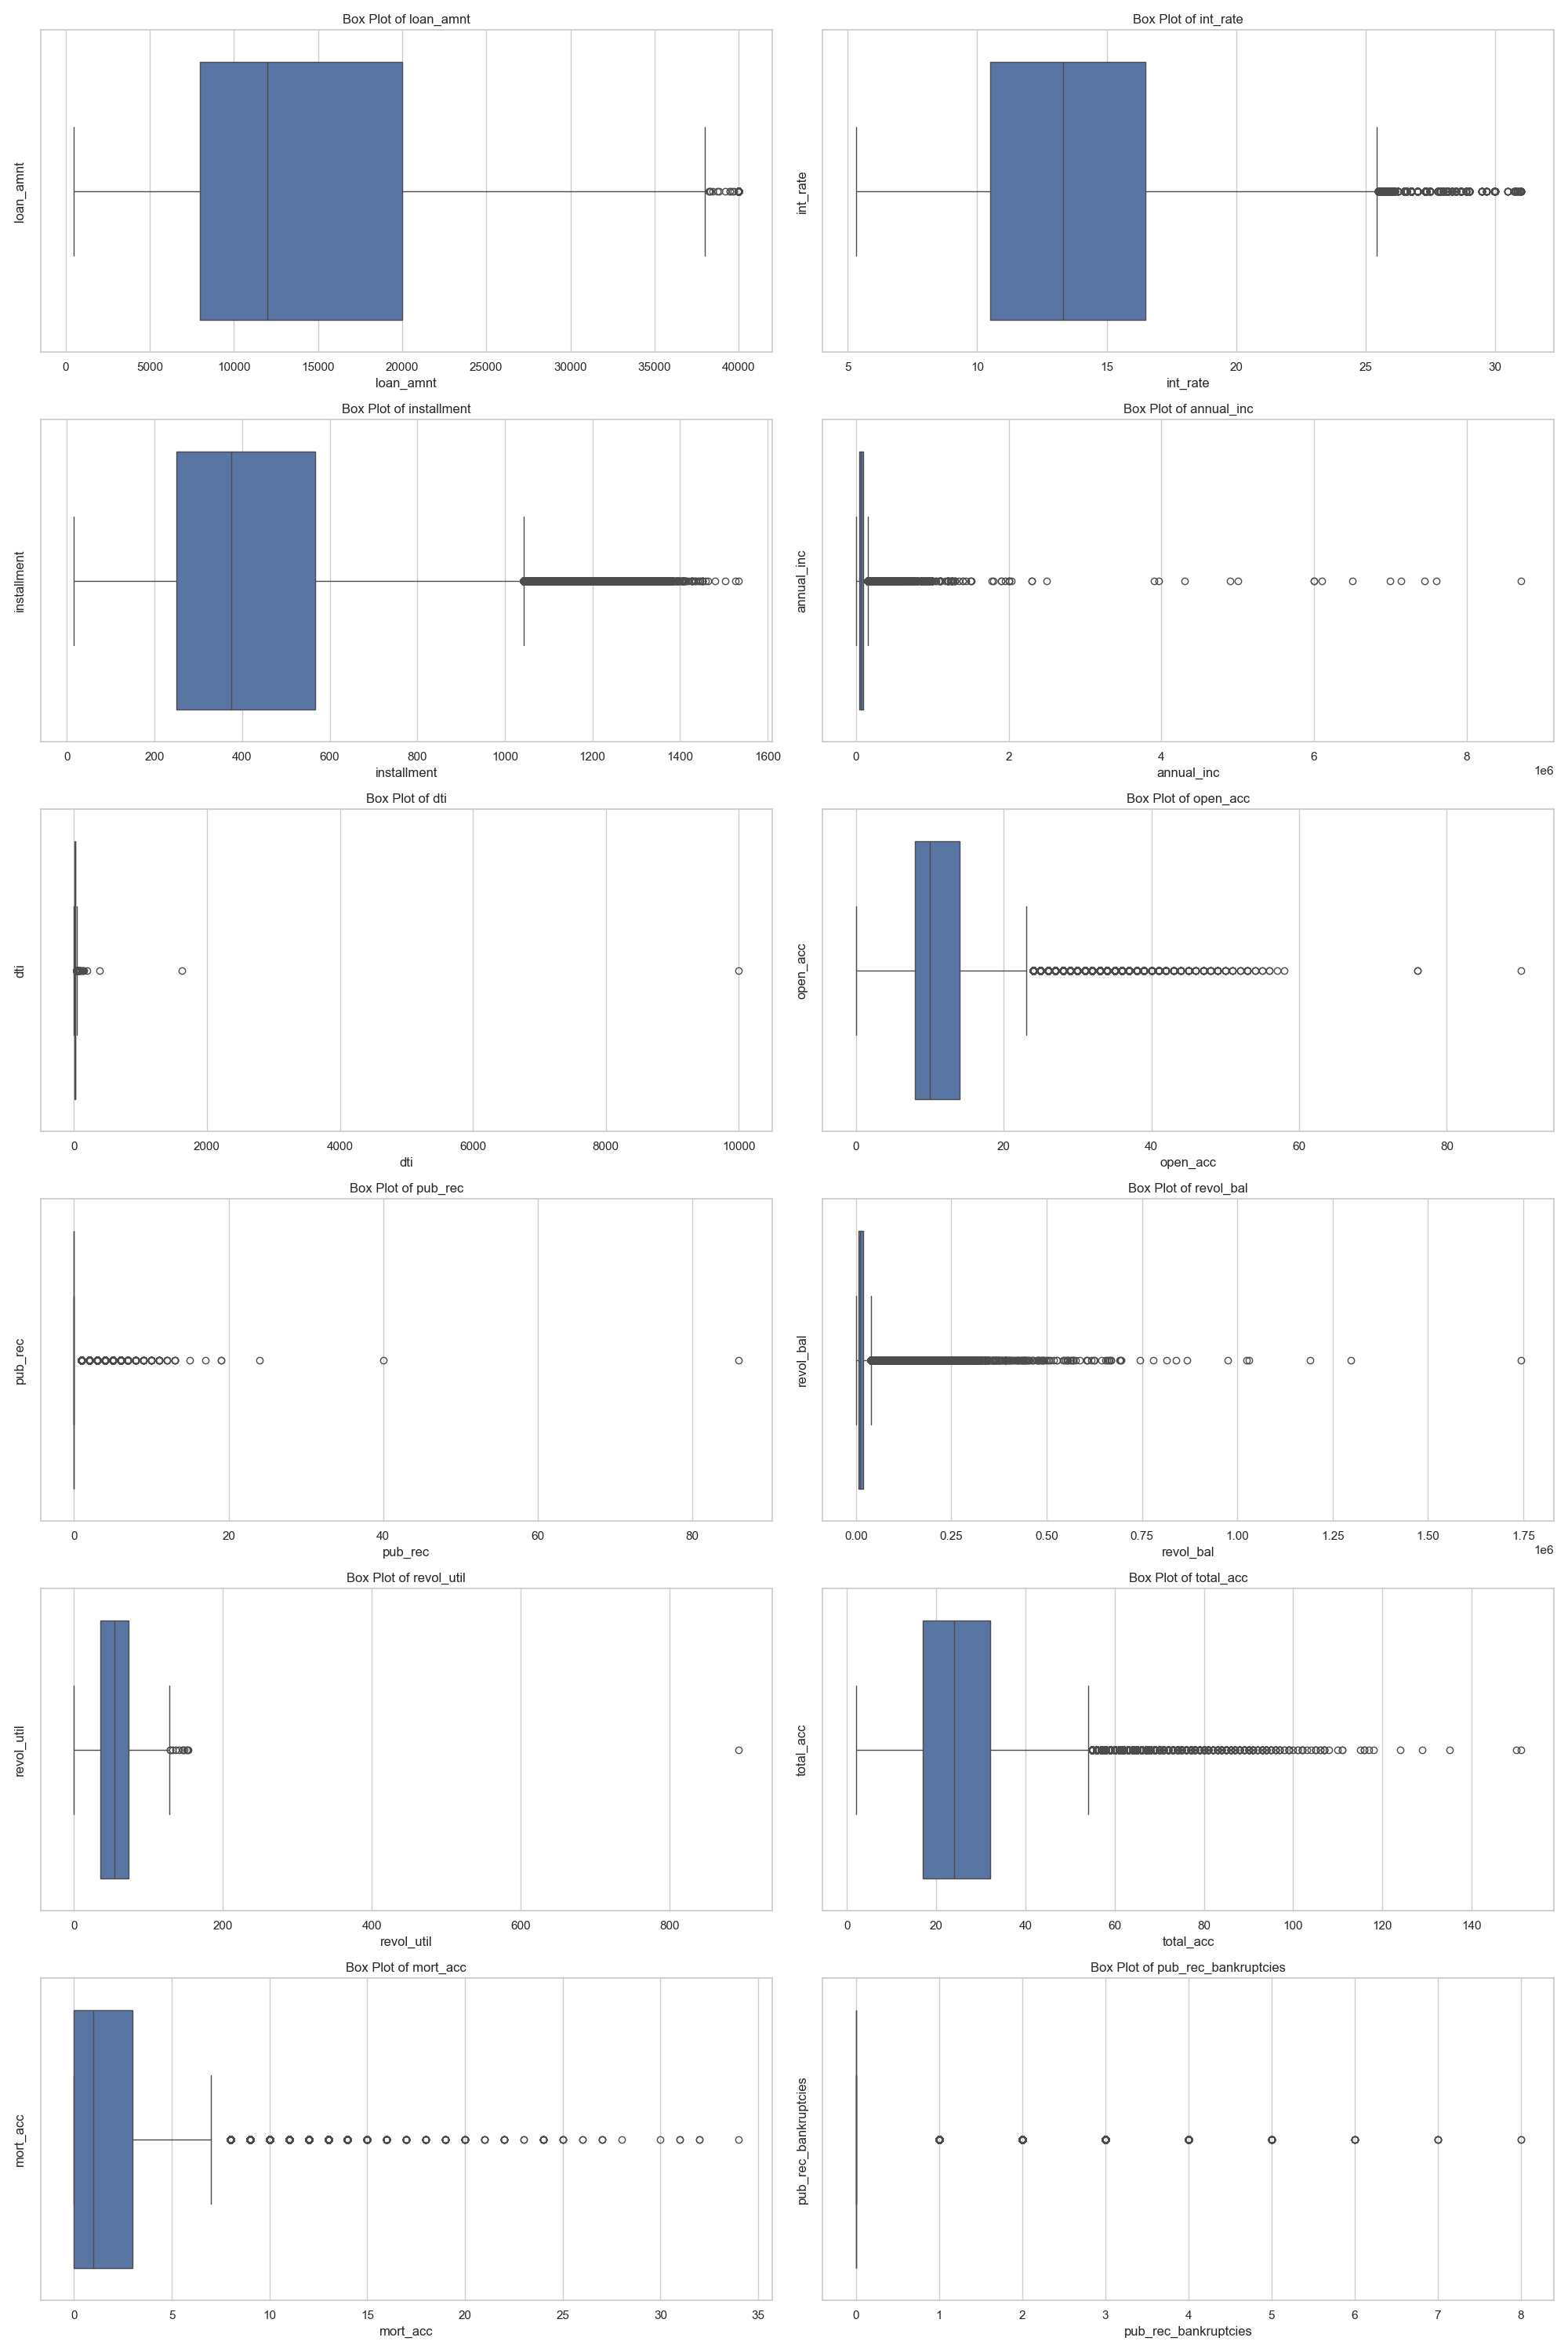 Box Plot of loan_amnt
loan_amnt
0 5000 10000 15000 20000 25000 30000 35000 40000
loan_amnt
Box Plot of int_rate
int_rate
5 10 15 20 25 30
int_rate
Box Plot of installment
installment
0 200 400 600 800 1000 1200 1400 1600
installment
Box Plot of annual_inc
annual_inc
0 2 4 6 8
annual_inc
1e6
Box Plot of dti
dti
0 2000 4000 6000 8000 10000
dti
Box Plot of open_acc
open_acc
0 20 40 60 80
open_acc
Box Plot of pub_rec
pub_rec
0 20 40 60 80
pub_rec
Box Plot of revol_bal
revol_bal
0.00 0.25 0.50 0.75 1.00 1.25 1.50 1.75
revol_bal
1e6
Box Plot of revol_util
revol_util
0 200 400 600 800
revol_util
Box Plot of total_acc
total_acc
0 20 40 60 80 100 120 140
total_acc
Box Plot of mort_acc
mort_acc
0 5 10 15 20 25 30 35
mort_acc
Box Plot of pub_rec_bankruptcies
pub_rec_bankruptcies
0 1 2 3 4 5 6 7 8
pub_rec_bankruptcies